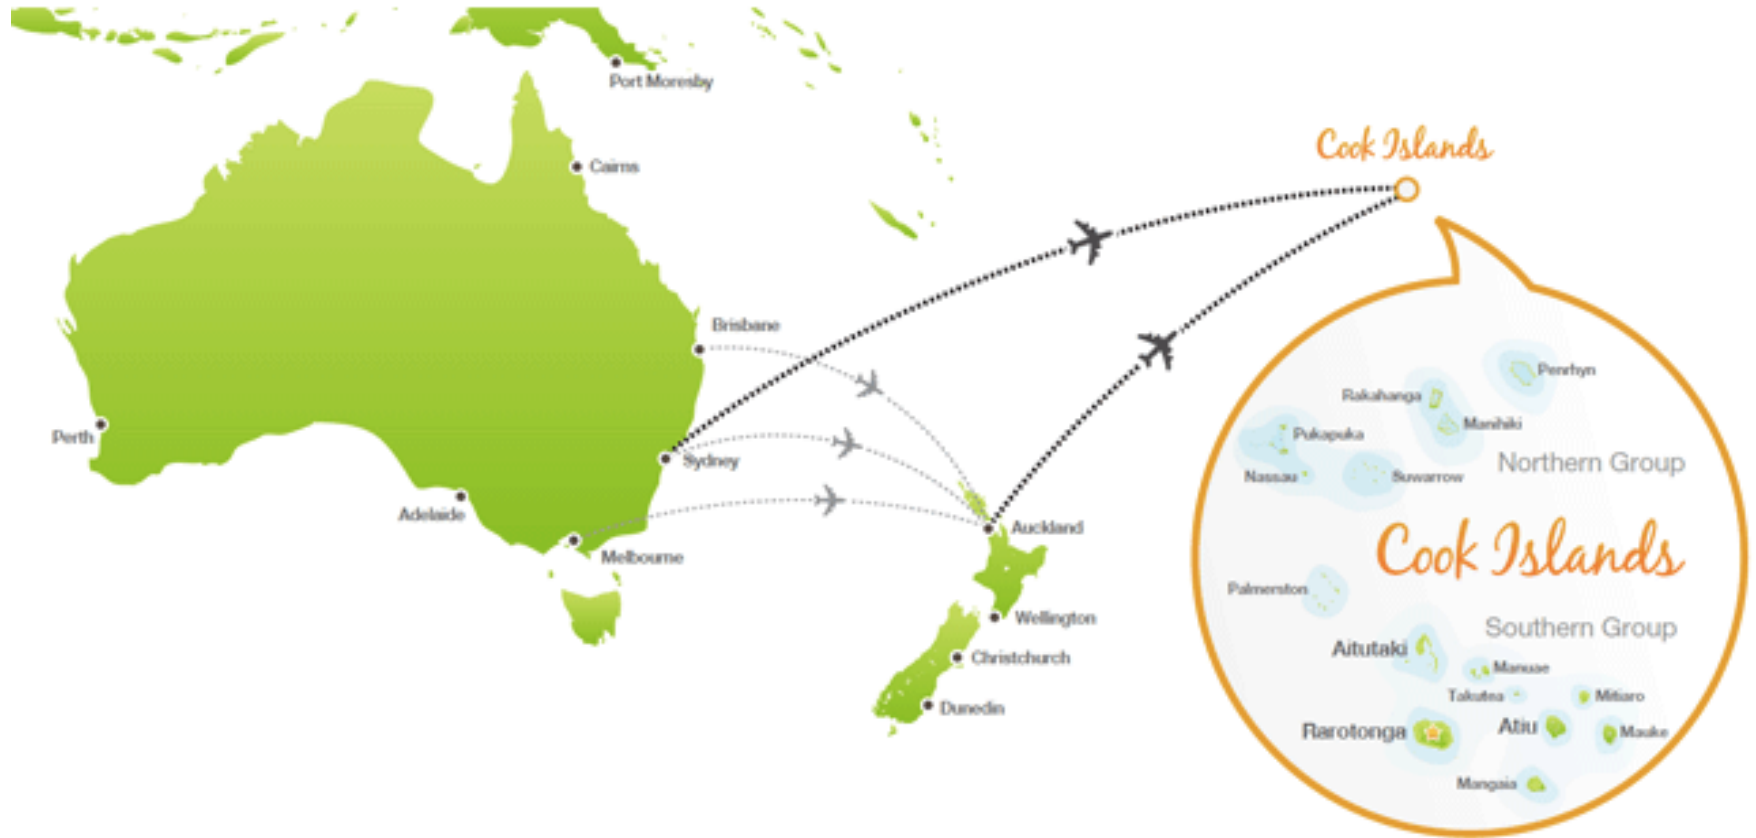 Port Moresby
Cairns
Cook Islands
Brisbane
Perth
Sydney
Adelaide
Melbourne
Auckland
Wellington
Christchurch
Dunedin
Penrhyn
Rakahanga
Manihiki
Pukapuka
Northern Group
Nassau
Suwarrow
Cook Islands
Palmerston
Southern Group
Aitutaki
Manuae
Takutea
Mitiaro
Rarotonga
Atiu
Mauke
Mangaia